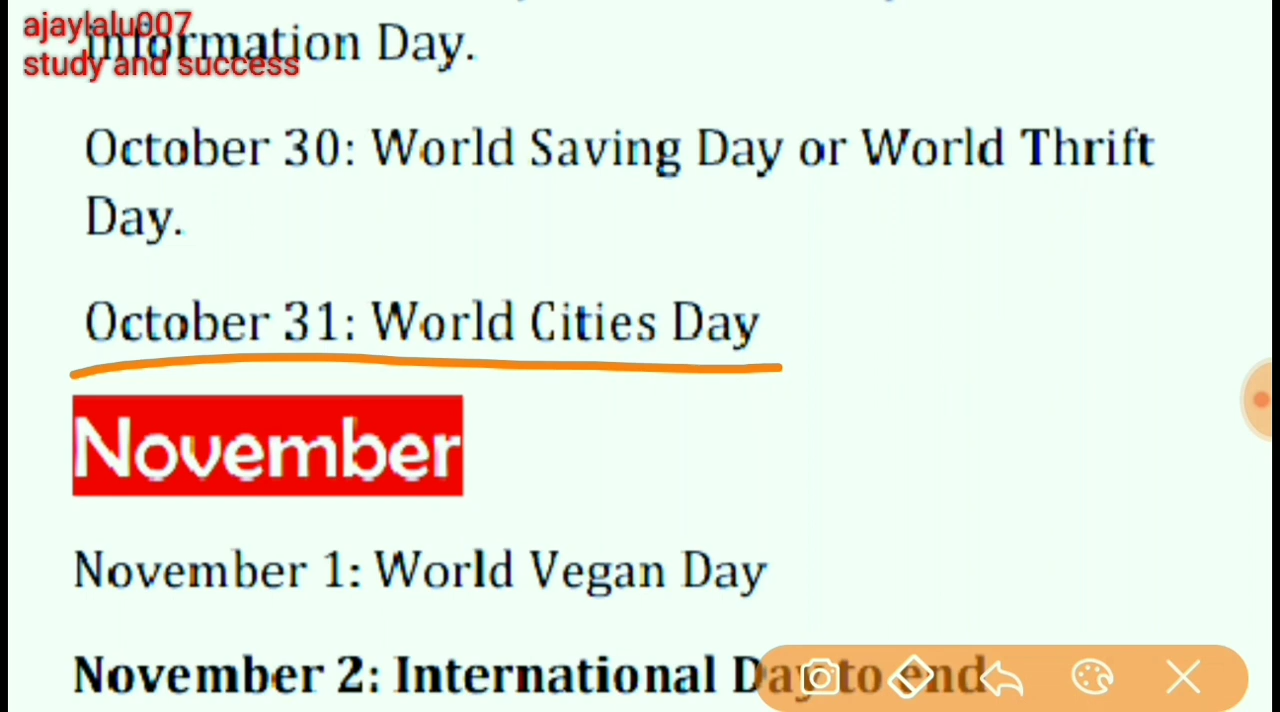 ajaylalu007
study and success
information Day.
October 30: World Saving Day or World Thrift
Day.
October 31: World Cities Day
November
November 1: World Vegan Day
November 2: International Day to end